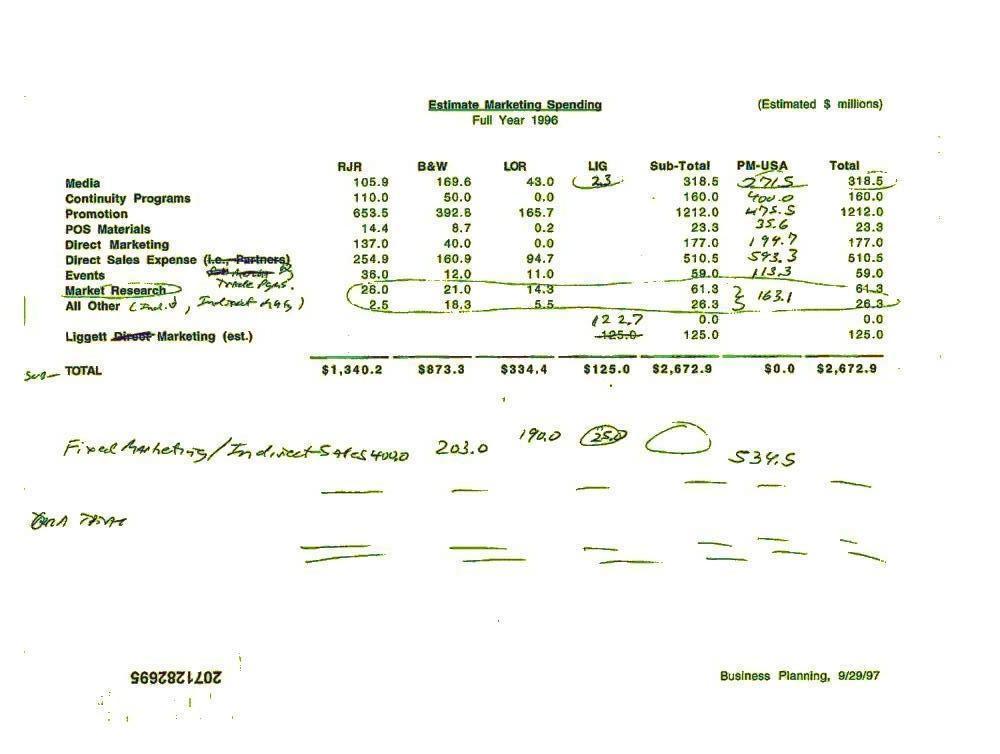 Estimate Marketing Spending (Estimated $ millions)
Full Year 1996
RJR B&W LOR LIG Sub-Total PM-USA Total
Media 105.9 169.6 43.0 2.3 318.5 271.5 318.5
Continuity Programs 110.0 50.0 0.0 160.0 400.0 160.0
Promotion 653.5 392.8 165.7 1212.0 475.5 1212.0
POS Materials 14.4 8.7 0.2 23.3 35.6 23.3
Direct Marketing 137.0 40.0 0.0 177.0 194.7 177.0
Direct Sales Expense (i.e., Partners) 254.9 160.9 94.7 510.5 593.3 510.5
Events 36.0 12.0 11.0 59.0 113.3 59.0
Trade Pgms.
Market Research 26.0 21.0 14.3 61.3 163.1 61.3
All Other 2.5 18.3 5.5 26.3 26.3
122.7 0.0 0.0
Liggett Direct Marketing (est.) 125.0 125.0 125.0
Sub- TOTAL $1,340.2 $873.3 $334.4 $125.0 $2,672.9 $0.0 $2,672.9
Fixed Marketing/Indirect Sales 400.0 203.0 190.0 25.0 534.5
2071282695
Business Planning, 9/29/97